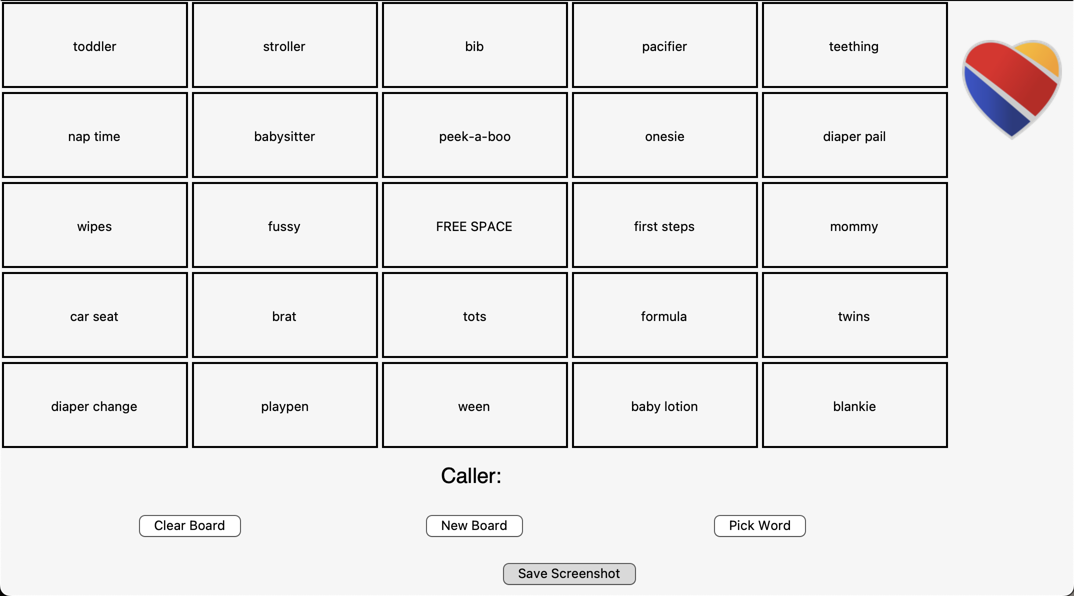 toddler stroller bib pacifier teething
nap time babysitter peek-a-boo onesie diaper pail
wipes fussy FREE SPACE first steps mommy
car seat brat tots formula twins
diaper change playpen ween baby lotion blankie
Caller:
Clear Board New Board Pick Word
Save Screenshot